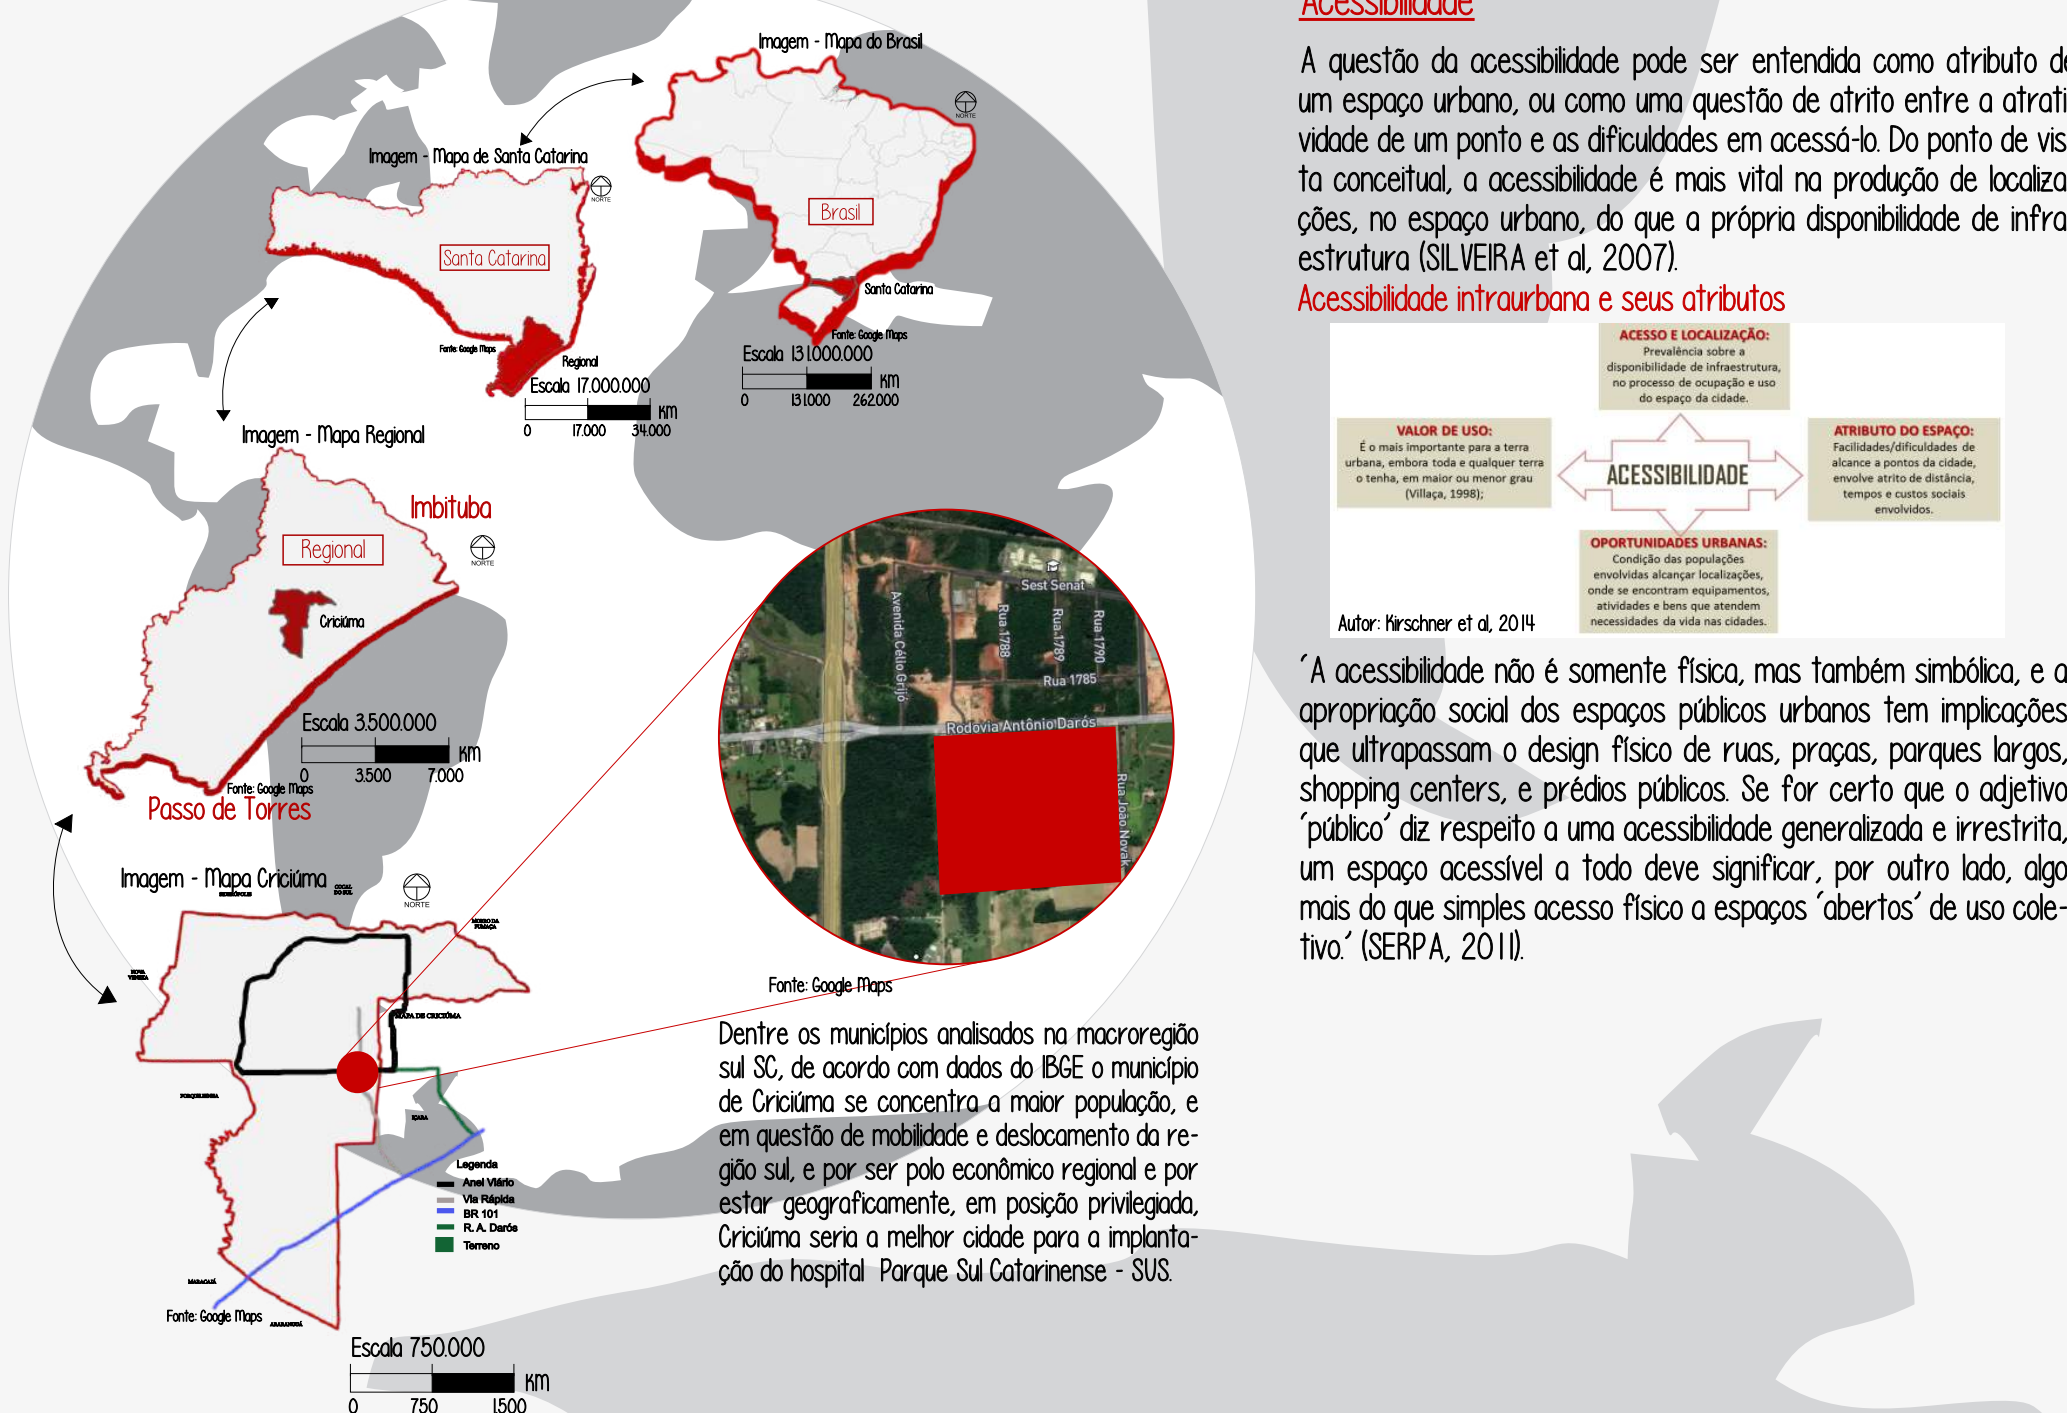 Imagem - Mapa do Brasil
NORTE
Brasil
Santa Catarina
Fonte: Google Maps
Escala 131.000.000
KM
0 131.000 262.000
Imagem - Mapa de Santa Catarina
NORTE
Santa Catarina
Fonte: Google Maps
Regional
Escala 17.000.000
KM
0 17.000 34.000
Imagem - Mapa Regional
Imbituba
NORTE
Regional
Criciúma
Escala 3.500.000
KM
0 3.500 7.000
Fonte: Google Maps
Passo de Torres
Imagem - Mapa Criciúma
COCAL
DO SUL
NORTE
MORRO DA
FUMAÇA
NOVA
VENEZA
MAPA DE CRICIÚMA
FORQUILHINHA
IÇARA
Legenda
Anel Viário
Via Rápida
BR 101
R. A. Darós
Terreno
MARACAJÁ
Fonte: Google Maps
ARARANGUÁ
Escala 750.000
KM
0 750 1.500
Sest Senat
Avenida Célio Grijó
Rua 1788
Rua 1789
Rua 1790
Rua 1785
Rodovia Antônio Darós
Rua João Novak
Fonte: Google Maps
Dentre os municípios analisados na macroregião
sul SC, de acordo com dados do IBGE o município
de Criciúma se concentra a maior população, e
em questão de mobilidade e deslocamento da re-
gião sul, e por ser polo econômico regional e por
estar geograficamente, em posição privilegiada,
Criciúma seria a melhor cidade para a implanta-
ção do hospital Parque Sul Catarinense - SUS.
Acessibilidade
A questão da acessibilidade pode ser entendida como atributo de
um espaço urbano, ou como uma questão de atrito entre a atrati
vidade de um ponto e as dificuldades em acessá-lo. Do ponto de vis
ta conceitual, a acessibilidade é mais vital na produção de localiza
ções, no espaço urbano, do que a própria disponibilidade de infra
estrutura (SILVEIRA et al, 2007).
Acessibilidade intraurbana e seus atributos
ACESSO E LOCALIZAÇÃO:
Prevalência sobre a
disponibilidade de infraestrutura,
no processo de ocupação e uso
do espaço da cidade.
VALOR DE USO:
É o mais importante para a terra
urbana, embora toda e qualquer terra
o tenha, em maior ou menor grau
(Villaça, 1998);
ACESSIBILIDADE
ATRIBUTO DO ESPAÇO:
Facilidades/dificuldades de
alcance a pontos da cidade,
envolve atrito de distância,
tempos e custos sociais
envolvidos.
OPORTUNIDADES URBANAS:
Condição das populações
envolvidas alcançar localizações,
onde se encontram equipamentos,
atividades e bens que atendem
necessidades da vida nas cidades.
Autor: Kirschner et al, 2014
´A acessibilidade não é somente física, mas também simbólica, e a
apropriação social dos espaços públicos urbanos tem implicações
que ultrapassam o design físico de ruas, praças, parques largos,
shopping centers, e prédios públicos. Se for certo que o adjetivo
´público´ diz respeito a uma acessibilidade generalizada e irrestrita,
um espaço acessível a todo deve significar, por outro lado, algo
mais do que simples acesso físico a espaços ´abertos´ de uso cole-
tivo.´ (SERPA, 2011).